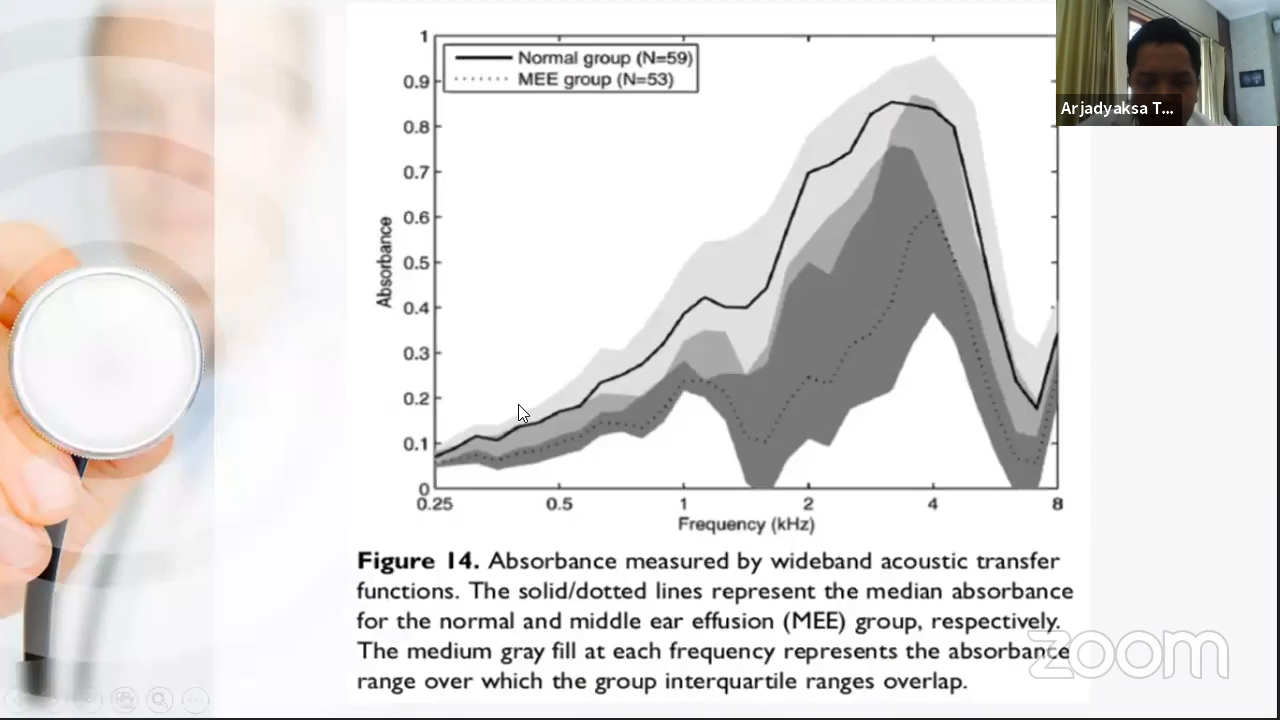 Arjadyaksa T...
Normal group (N=59)
MEE group (N=53)
1
0.9
0.8
0.7
0.6
0.5
0.4
0.3
0.2
0.1
0
Absorbance
0.25 0.5 1 2 4 8
Frequency (kHz)
Figure 14. Absorbance measured by wideband acoustic transfer
functions. The solid/dotted lines represent the median absorbance
for the normal and middle ear effusion (MEE) group, respectively.
The medium gray fill at each frequency represents the absorbance
range over which the group interquartile ranges overlap.
zoom